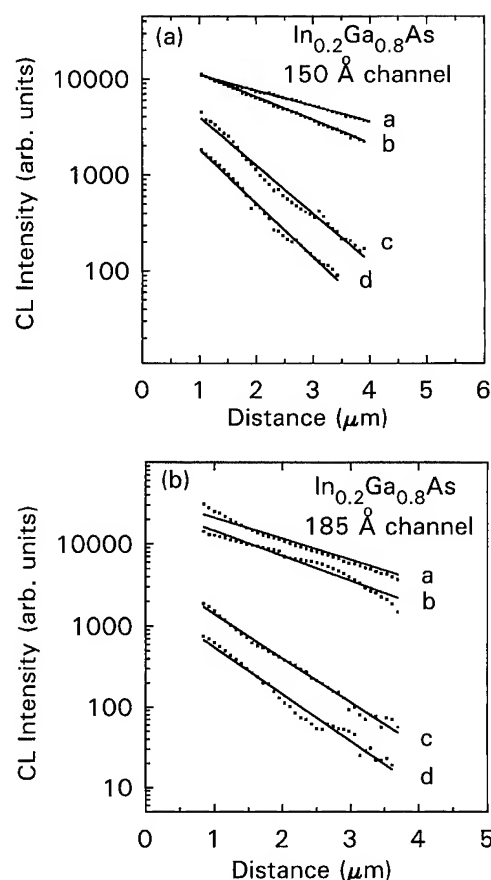 (a)
In0.2Ga0.8As
150 Å channel
CL Intensity (arb. units)
10000
1000
100
a
b
c
d
0 1 2 3 4 5 6
Distance (μm)
(b)
In0.2Ga0.8As
185 Å channel
CL Intensity (arb. units)
10000
1000
100
10
a
b
c
d
0 1 2 3 4 5
Distance (μm)